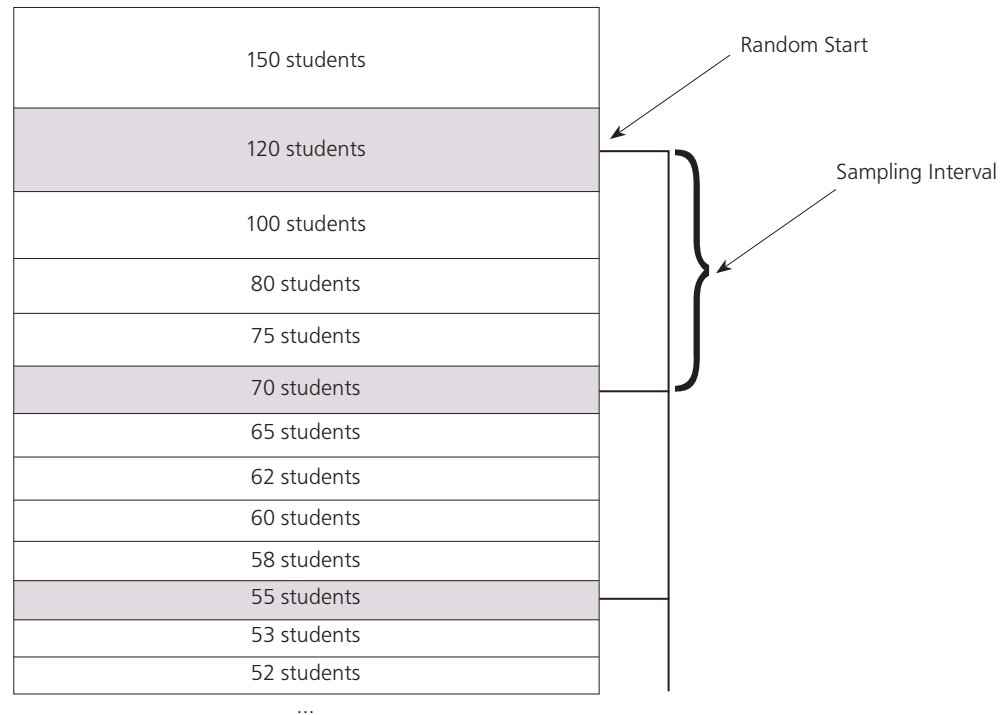 Random Start
150 students
120 students
Sampling Interval
100 students
80 students
75 students
70 students
65 students
62 students
60 students
58 students
55 students
53 students
52 students
...